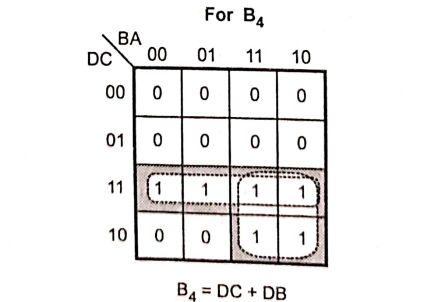 For B₄
BA
DC 00 01 11 10
00 0 0 0 0
01 0 0 0 0
11 1 1 1 1
10 0 0 1 1
B₄ = DC + DB